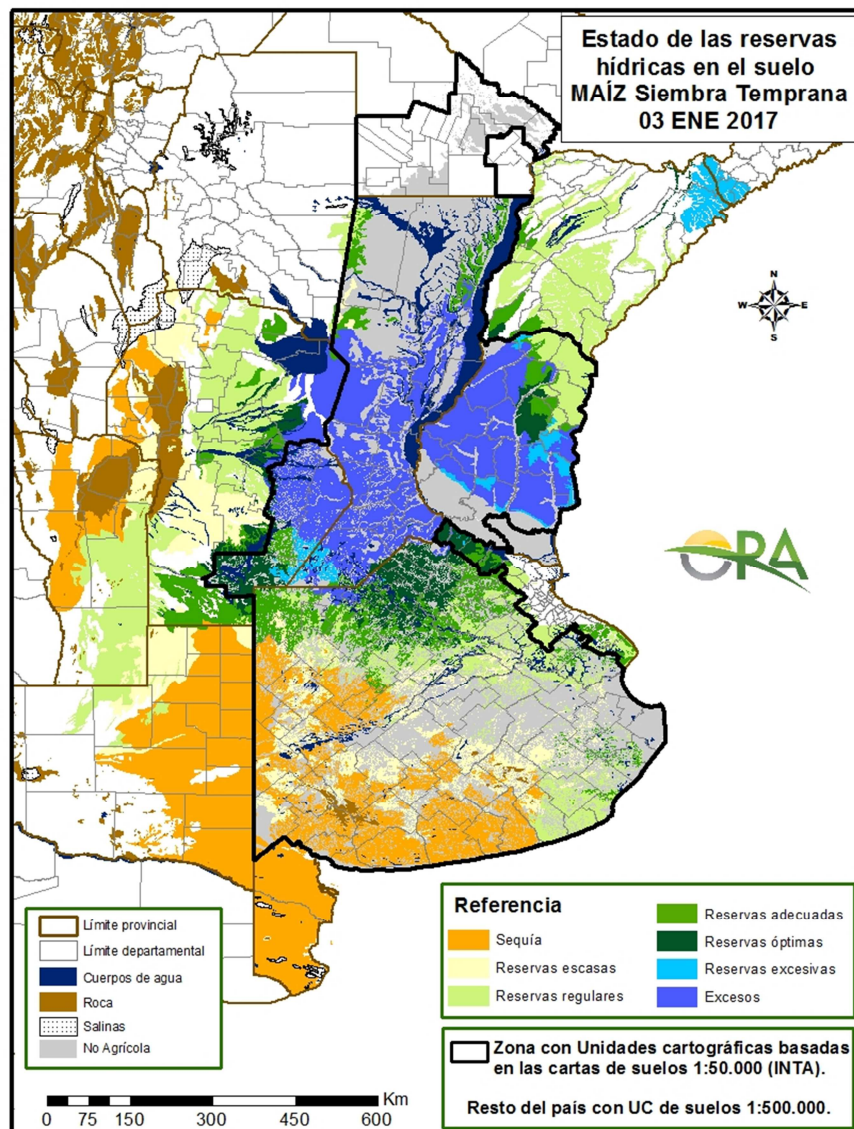 Estado de las reservas
hídricas en el suelo
MAÍZ Siembra Temprana
03 ENE 2017
N
W
E
S
ORA
Límite provincial
Límite departamental
Cuerpos de agua
Roca
Salinas
No Agrícola
Referencia
Sequía
Reservas escasas
Reservas regulares
Reservas adecuadas
Reservas óptimas
Reservas excesivas
Excesos
Zona con Unidades cartográficas basadas
en las cartas de suelos 1:50.000 (INTA).
Resto del país con UC de suelos 1:500.000.
Km
0 75 150 300 450 600